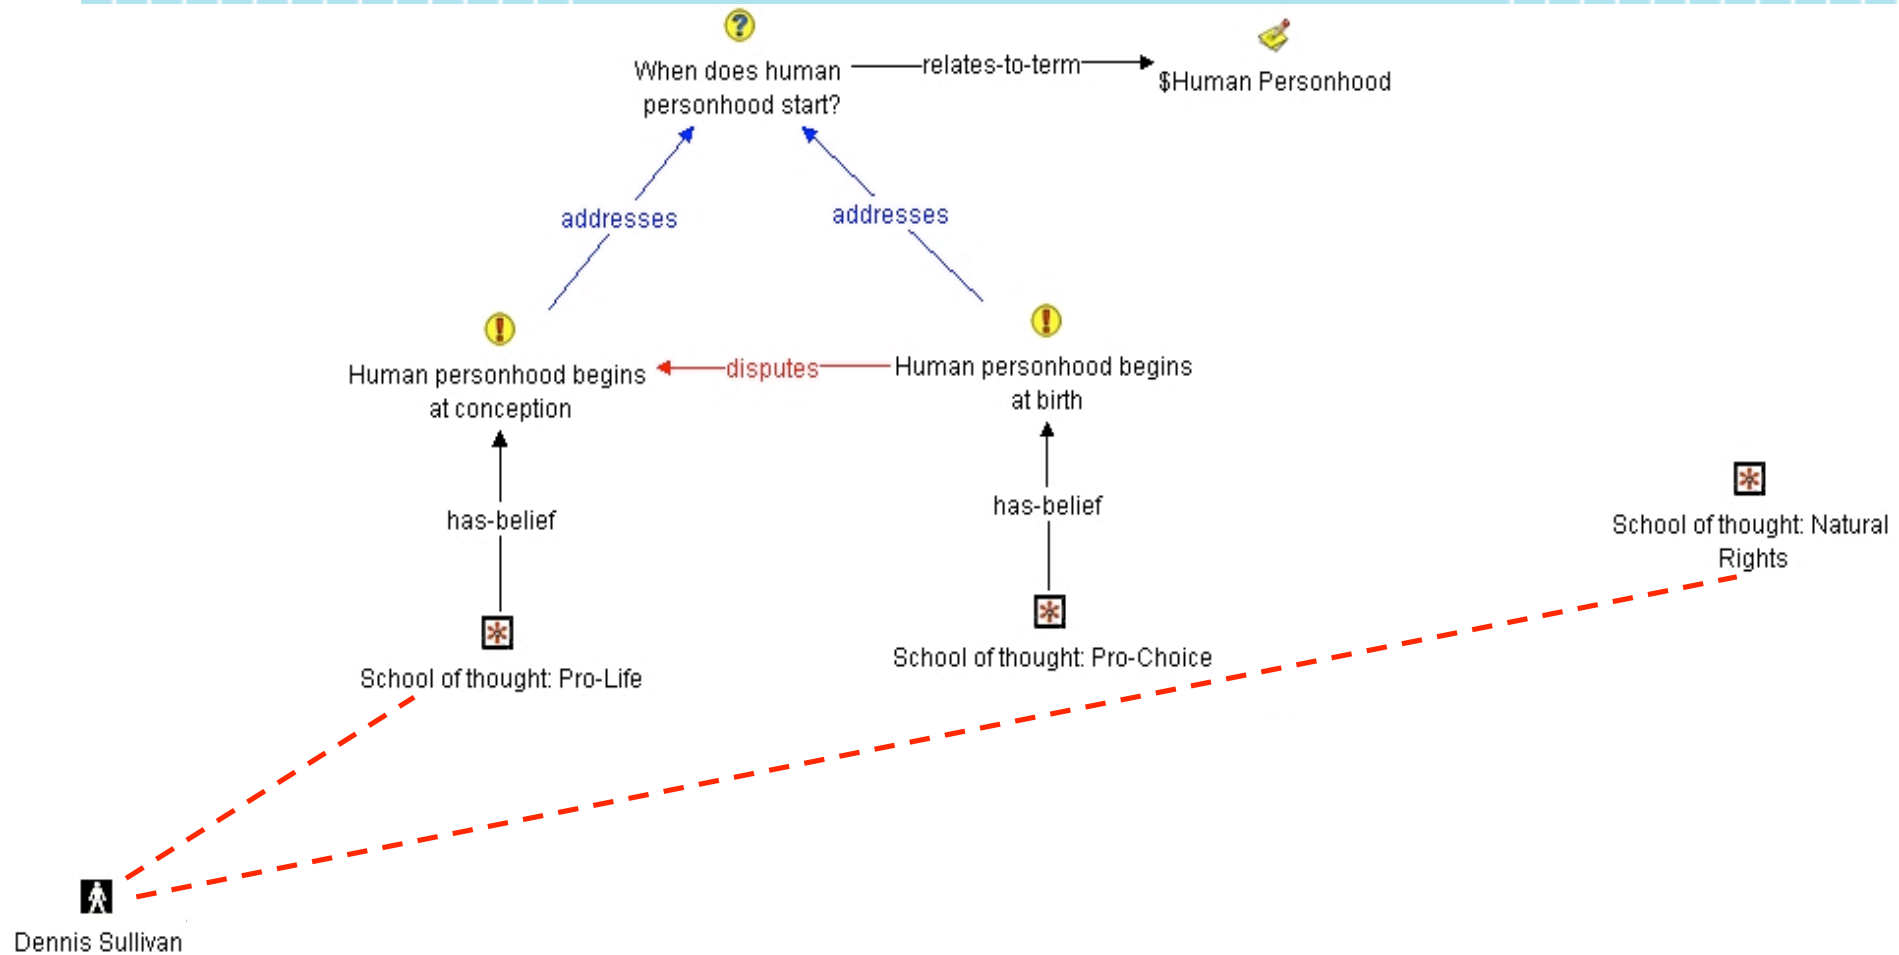 When does human
personhood start?
relates-to-term
$Human Personhood
addresses
addresses
Human personhood begins
at conception
disputes
Human personhood begins
at birth
has-belief
has-belief
School of thought: Natural
Rights
School of thought: Pro-Life
School of thought: Pro-Choice
Dennis Sullivan